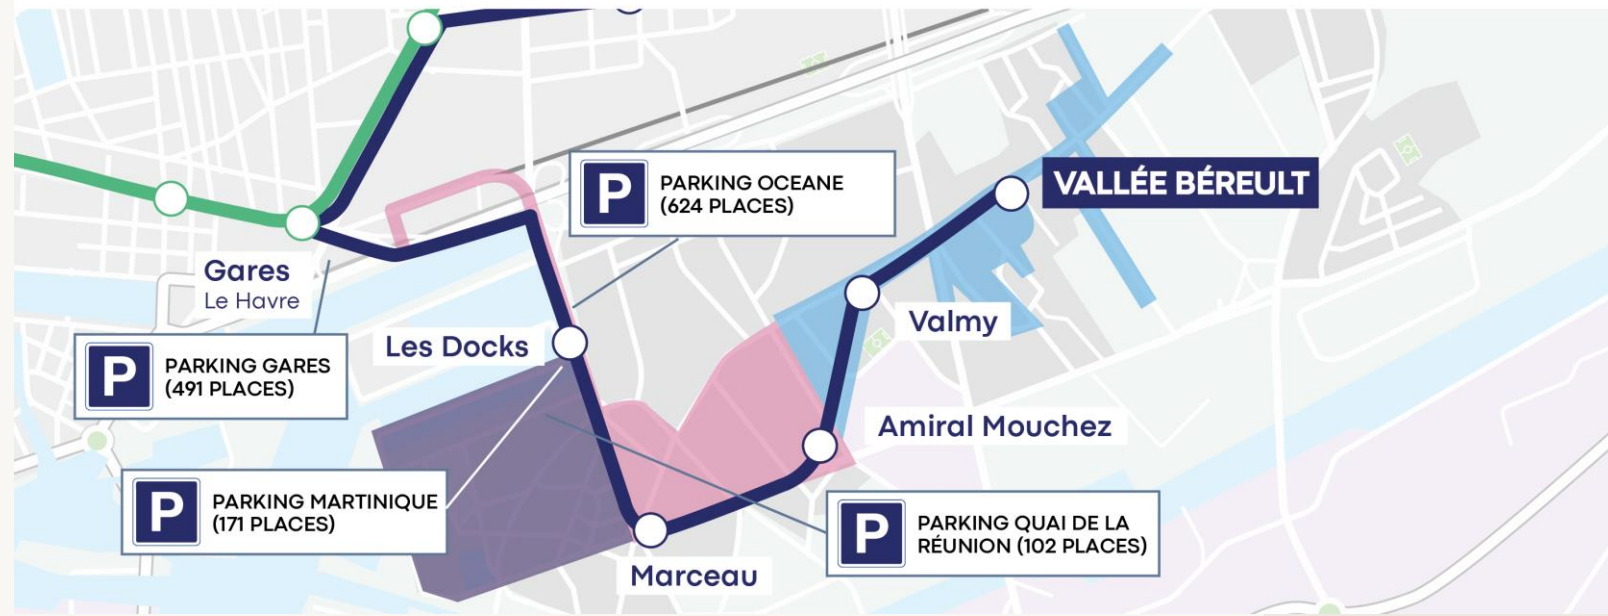 P
PARKING OCEANE
(624 PLACES)
VALLÉE BÉREULT
Gares
Le Havre
Valmy
Les Docks
P
PARKING GARES
(491 PLACES)
Amiral Mouchez
P
PARKING MARTINIQUE
(171 PLACES)
P
PARKING QUAI DE LA
RÉUNION (102 PLACES)
Marceau